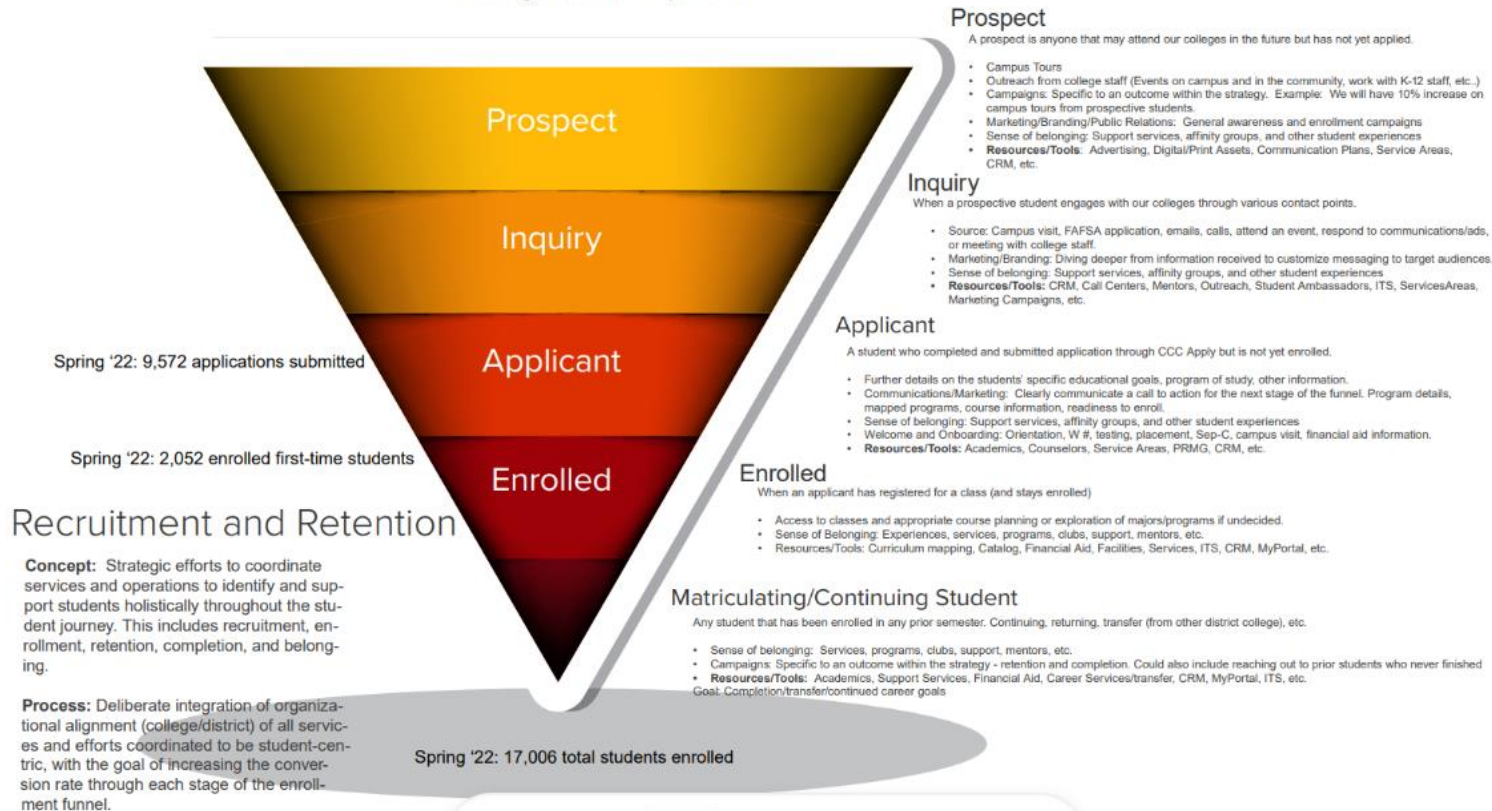 Prospect
A prospect is anyone that may attend our colleges in the future but has not yet applied.
• Campus Tours
• Outreach from college staff (Events on campus and in the community, work with K-12 staff, etc..)
• Campaigns: Specific to an outcome within the strategy. Example: We will have 10% increase on
campus tours from prospective students.
• Marketing/Branding/Public Relations: General awareness and enrollment campaigns
• Sense of belonging: Support services, affinity groups, and other student experiences
• Resources/Tools: Advertising, Digital/Print Assets, Communication Plans, Service Areas,
CRM, etc.
Inquiry
When a prospective student engages with our colleges through various contact points.
• Source: Campus visit, FAFSA application, emails, calls, attend an event, respond to communications/ads,
or meeting with college staff.
• Marketing/Branding: Diving deeper from information received to customize messaging to target audiences.
• Sense of belonging: Support services, affinity groups, and other student experiences
• Resources/Tools: CRM, Call Centers, Mentors, Outreach, Student Ambassadors, ITS, ServicesAreas,
Marketing Campaigns, etc.
Applicant
A student who completed and submitted application through CCC Apply but is not yet enrolled.
• Further details on the students' specific educational goals, program of study, other information.
• Communications/Marketing: Clearly communicate a call to action for the next stage of the funnel. Program details,
mapped programs, course information, readiness to enroll.
• Sense of belonging: Support services, affinity groups, and other student experiences
• Welcome and Onboarding: Orientation, W #, testing, placement, Sep-C, campus visit, financial aid information.
• Resources/Tools: Academics, Counselors, Service Areas, PRMG, CRM, etc.
Enrolled
When an applicant has registered for a class (and stays enrolled)
• Access to classes and appropriate course planning or exploration of majors/programs if undecided.
• Sense of Belonging: Experiences, services, programs, clubs, support, mentors, etc.
• Resources/Tools: Curriculum mapping, Catalog, Financial Aid, Facilities, Services, ITS, CRM, MyPortal, etc.
Matriculating/Continuing Student
Any student that has been enrolled in any prior semester. Continuing, returning, transfer (from other district college), etc.
• Sense of belonging: Services, programs, clubs, support, mentors, etc.
• Campaigns: Specific to an outcome within the strategy - retention and completion. Could also include reaching out to prior students who never finished
• Resources/Tools: Academics, Support Services, Financial Aid, Career Services/transfer, CRM, MyPortal, ITS, etc.
Goal: Completion/transfer/continued career goals
Prospect
Inquiry
Applicant
Enrolled
Spring '22: 9,572 applications submitted
Spring '22: 2,052 enrolled first-time students
Recruitment and Retention
Concept: Strategic efforts to coordinate
services and operations to identify and sup-
port students holistically throughout the stu-
dent journey. This includes recruitment, en-
rollment, retention, completion, and belong-
ing.
Process: Deliberate integration of organiza-
tional alignment (college/district) of all servic-
es and efforts coordinated to be student-cen-
tric, with the goal of increasing the conver-
sion rate through each stage of the enroll-
ment funnel.
Spring '22: 17,006 total students enrolled